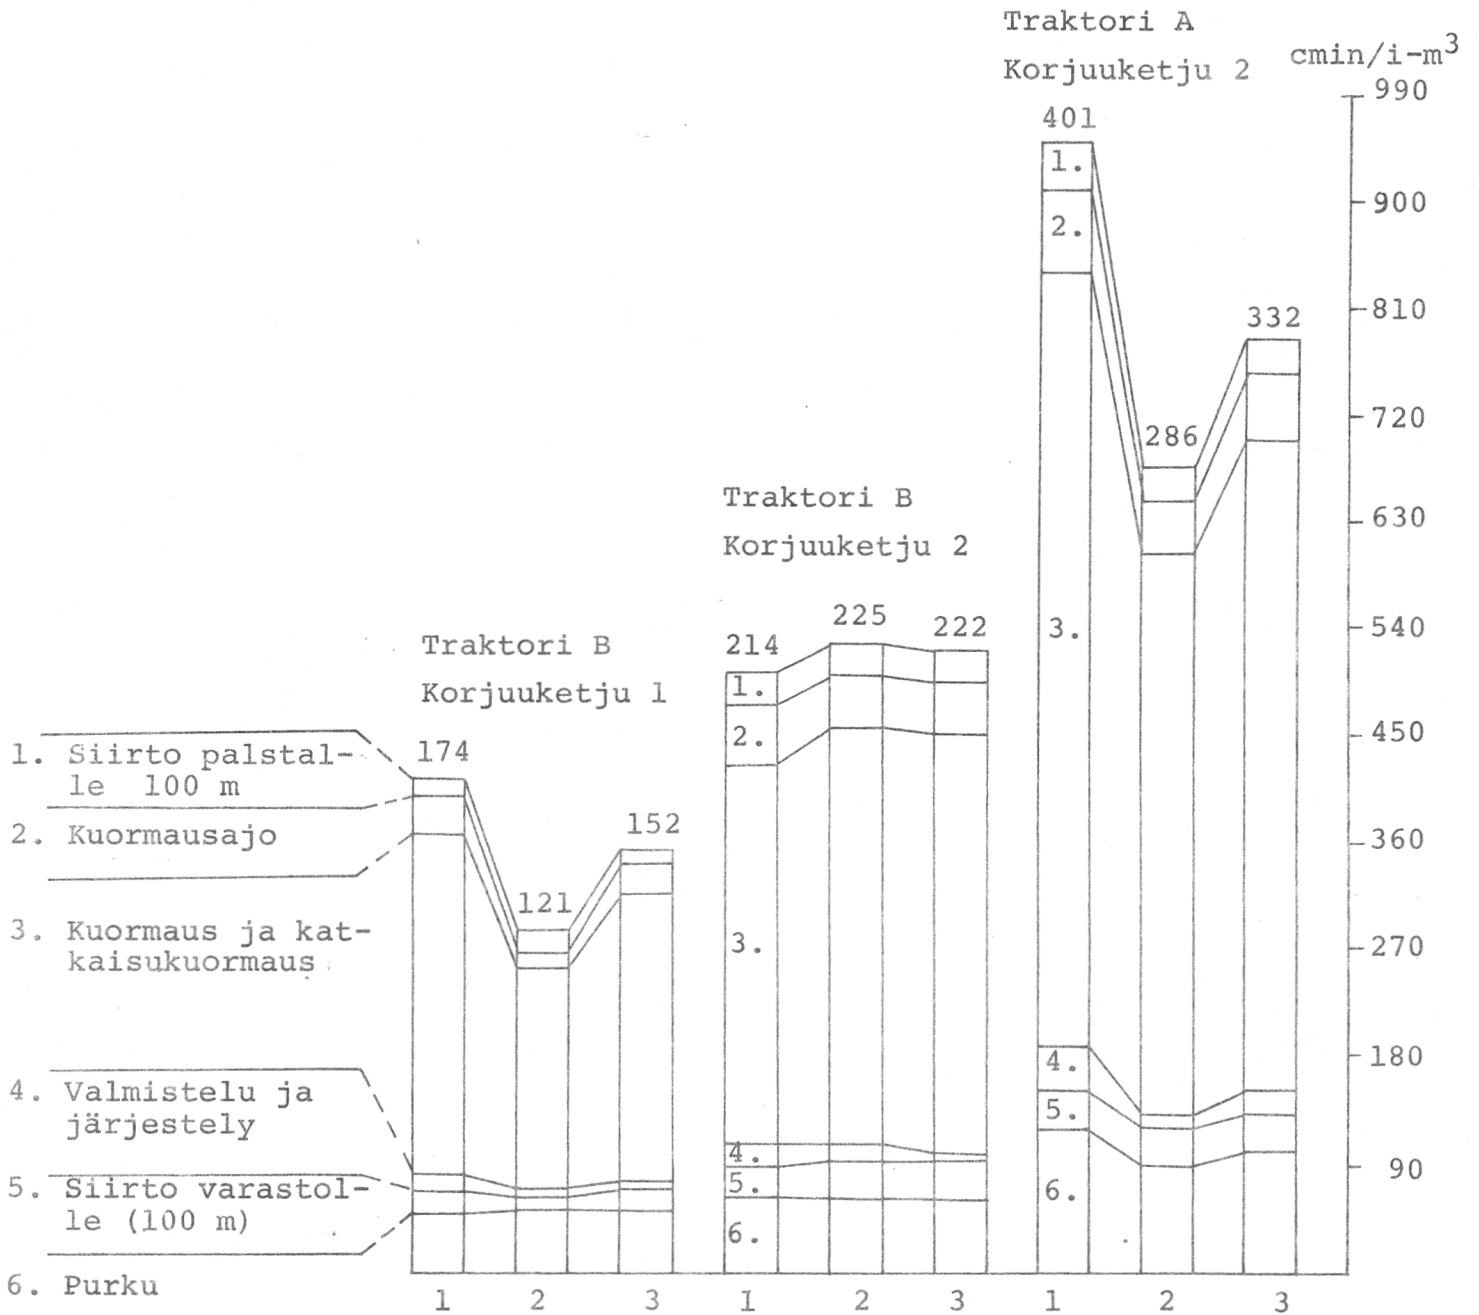 Traktori A
Korjuuketju 2
cmin/i-m³
990
900
810
720
630
540
450
360
270
180
90
401
1.
2.
3.
4.
5.
6.
286
332
Traktori B
Korjuuketju 2
214
225
222
1.
2.
3.
4.
5.
6.
Traktori B
Korjuuketju 1
174
121
152
1. Siirto palstal-
le 100 m
2. Kuormausajo
3. Kuormaus ja kat-
kaisukuormaus
4. Valmistelu ja
järjestely
5. Siirto varastol-
le (100 m)
6. Purku
1 2 3 1 2 3 1 2 3